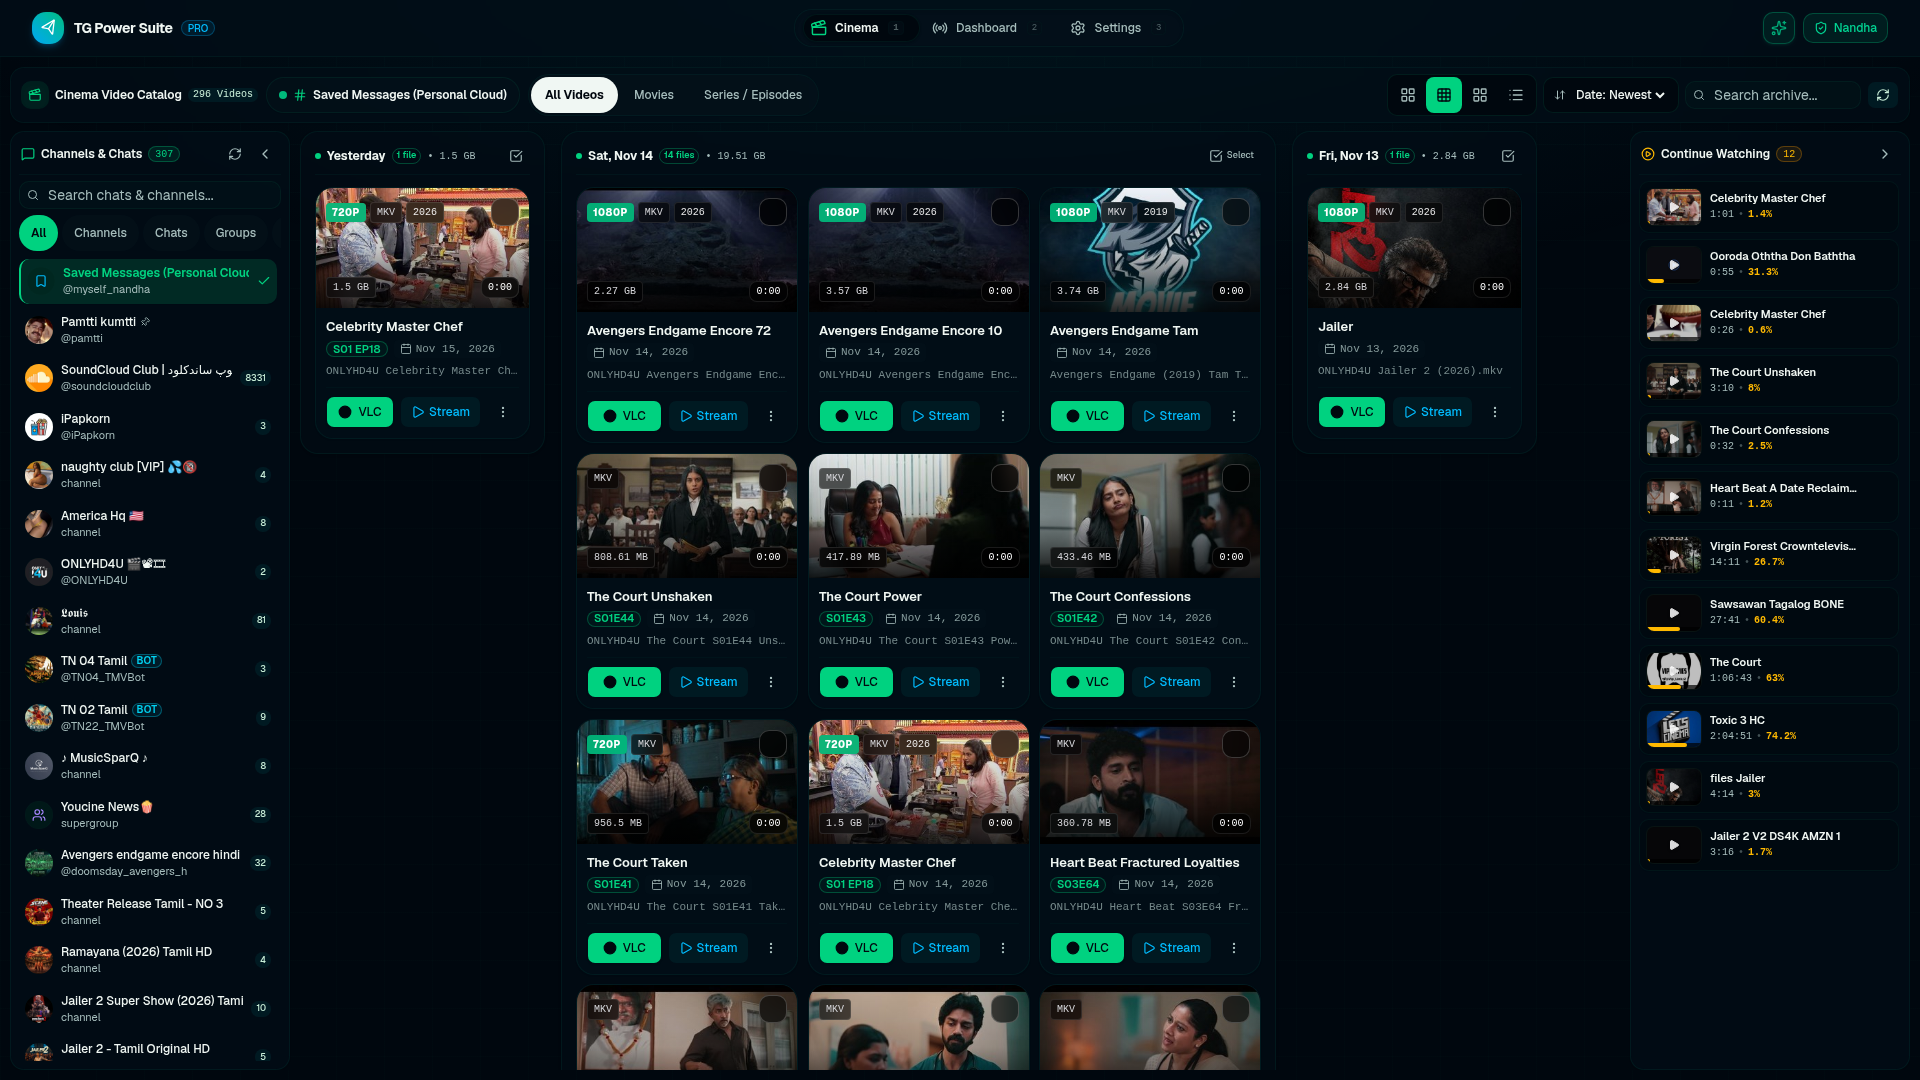 TG Power Suite PRO
Cinema 1
Dashboard 2
Settings 3
Nandha
Cinema Video Catalog 296 Videos
# Saved Messages (Personal Cloud)
All Videos
Movies
Series / Episodes
Date: Newest
Search archive...
Channels & Chats 307
Search chats & channels...
All
Channels
Chats
Groups
Saved Messages (Personal Clou
@myself_nandha
Pamtti kumtti
@pamtti
SoundCloud Club | وپ ساندکلود
@soundcloudclub
8331
iPapkorn
@iPapkorn
3
naughty club [VIP] 💦🔞
channel
4
America Hq 🇺🇸
channel
8
ONLYHD4U 🎬📽🎞
@ONLYHD4U
2
𝕷𝖔𝖚𝖎𝖘
channel
81
TN 04 Tamil BOT
@TN04_TMVBot
3
TN 02 Tamil BOT
@TN22_TMVBot
9
♪ MusicSparQ ♪
channel
8
Youcine News🍿
supergroup
28
Avengers endgame encore hindi
@doomsday_avengers_h
32
Theater Release Tamil - NO 3
channel
5
Ramayana (2026) Tamil HD
channel
4
Jailer 2 Super Show (2026) Tami
channel
10
Jailer 2 - Tamil Original HD
5
Yesterday 1 file • 1.5 GB
720P MKV 2026
1.5 GB 0:00
Celebrity Master Chef
S01 EP18 Nov 15, 2026
ONLYHD4U Celebrity Master Ch…
VLC Stream
Sat, Nov 14 14 files • 19.51 GB
Select
1080P MKV 2026
2.27 GB 0:00
Avengers Endgame Encore 72
Nov 14, 2026
ONLYHD4U Avengers Endgame Enc…
VLC Stream
1080P MKV 2026
3.57 GB 0:00
Avengers Endgame Encore 10
Nov 14, 2026
ONLYHD4U Avengers Endgame Enc…
VLC Stream
1080P MKV 2019
MOVIE
3.74 GB 0:00
Avengers Endgame Tam
Nov 14, 2026
Avengers Endgame (2019) Tam T…
VLC Stream
MKV
808.61 MB 0:00
The Court Unshaken
S01E44 Nov 14, 2026
ONLYHD4U The Court S01E44 Uns…
VLC Stream
MKV
417.89 MB 0:00
The Court Power
S01E43 Nov 14, 2026
ONLYHD4U The Court S01E43 Pow…
VLC Stream
MKV
433.46 MB 0:00
The Court Confessions
S01E42 Nov 14, 2026
ONLYHD4U The Court S01E42 Con…
VLC Stream
720P MKV
956.5 MB 0:00
The Court Taken
S01E41 Nov 14, 2026
ONLYHD4U The Court S01E41 Tak…
VLC Stream
720P MKV 2026
1.5 GB 0:00
Celebrity Master Chef
S01 EP18 Nov 14, 2026
ONLYHD4U Celebrity Master Che…
VLC Stream
MKV
360.78 MB 0:00
Heart Beat Fractured Loyalties
S03E64 Nov 14, 2026
ONLYHD4U Heart Beat S03E64 Fr…
VLC Stream
MKV
MKV
MKV
Fri, Nov 13 1 file • 2.84 GB
1080P MKV 2026
2.84 GB 0:00
Jailer
Nov 13, 2026
ONLYHD4U Jailer 2 (2026).mkv
VLC Stream
Continue Watching 12
Celebrity Master Chef
1:01 • 1.4%
Ooroda Oththa Don Baththa
0:55 • 31.3%
Celebrity Master Chef
0:26 • 0.6%
The Court Unshaken
3:10 • 8%
The Court Confessions
0:32 • 2.5%
Heart Beat A Date Reclaim…
0:11 • 1.2%
Virgin Forest Crowntelevis…
14:11 • 26.7%
Sawsawan Tagalog BONE
27:41 • 60.4%
The Court
1:06:43 • 63%
Toxic 3 HC
2:04:51 • 74.2%
files Jailer
4:14 • 3%
Jailer 2 V2 DS4K AMZN 1
3:16 • 1.7%